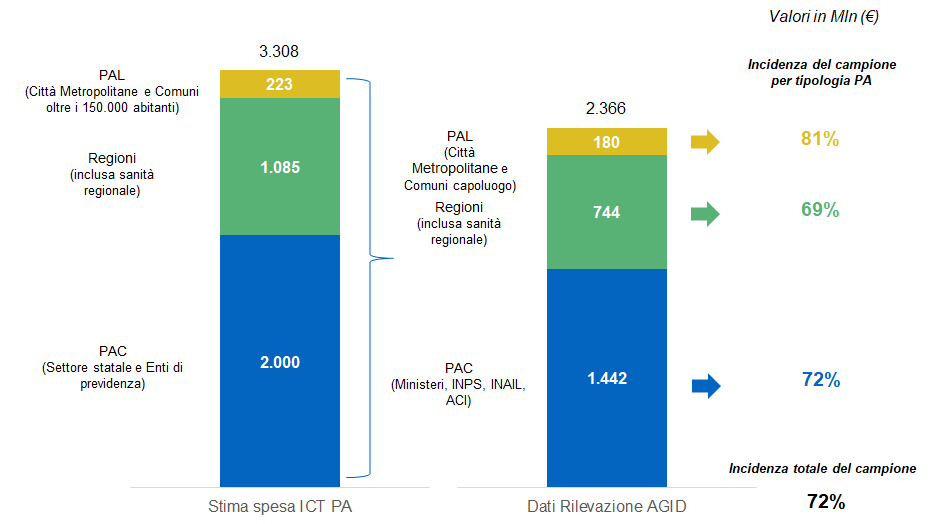 Valori in Mln (€)
Incidenza del campione
per tipologia PA
3.308
PAL
(Città Metropolitane e Comuni
oltre i 150.000 abitanti)
223
Regioni
(inclusa sanità
regionale)
1.085
PAC
(Settore statale e Enti di
previdenza)
2.000
Stima spesa ICT PA
2.366
PAL
(Città
Metropolitane e
Comuni capoluogo)
180
81%
Regioni
(inclusa sanità
regionale)
744
69%
PAC
(Ministeri, INPS, INAIL,
ACI)
1.442
72%
Dati Rilevazione AGID
Incidenza totale del campione
72%